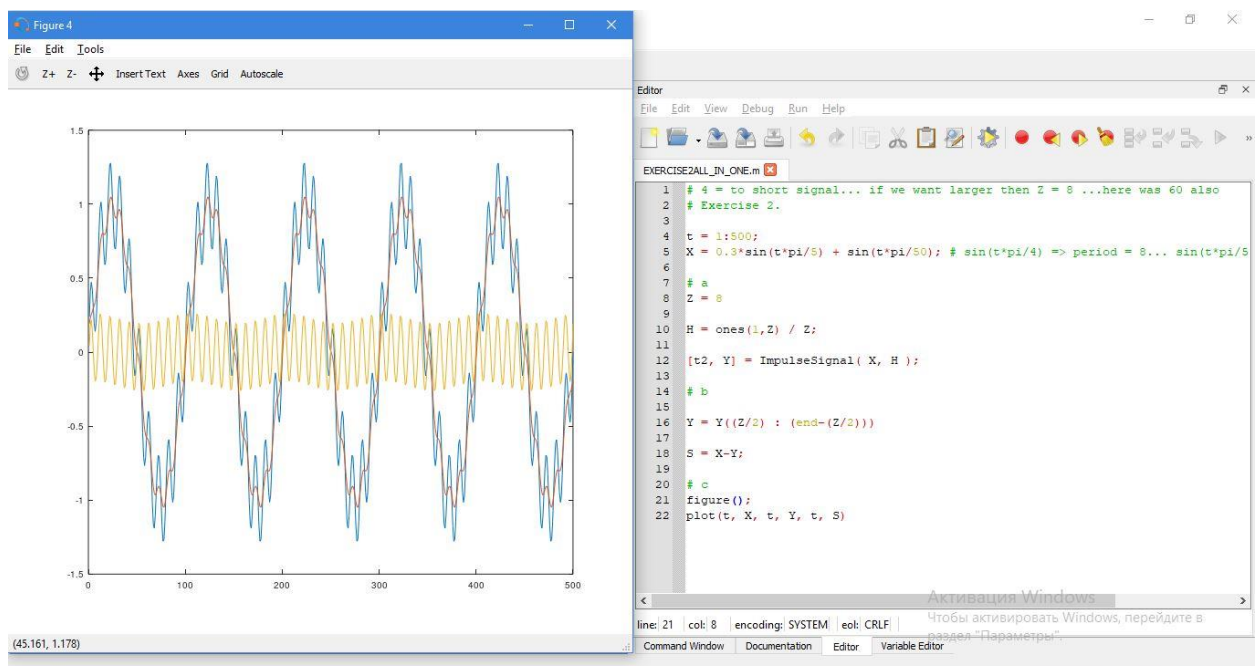 Figure 4
File Edit Tools
Z+ Z- Insert Text Axes Grid Autoscale
1.5
1
0.5
0
-0.5
-1
-1.5
0 100 200 300 400 500
(45.161, 1.178)
Editor
File Edit View Debug Run Help
»
EXERCISE2ALL_IN_ONE.m
1 # 4 = to short signal... if we want larger then Z = 8 ...here was 60 also
2 # Exercise 2.
3
4 t = 1:500;
5 X = 0.3*sin(t*pi/5) + sin(t*pi/50); # sin(t*pi/4) => period = 8... sin(t*pi/5
6
7 # a
8 Z = 8
9
10 H = ones(1,Z) / Z;
11
12 [t2, Y] = ImpulseSignal( X, H );
13
14 # b
15
16 Y = Y((Z/2) : (end-(Z/2)))
17
18 S = X-Y;
19
20 # c
21 figure();
22 plot(t, X, t, Y, t, S)
Активация Windows
Чтобы активировать Windows, перейдите в
раздел "Параметры".
line: 21 col: 8 encoding: SYSTEM eol: CRLF
Command Window Documentation Editor Variable Editor